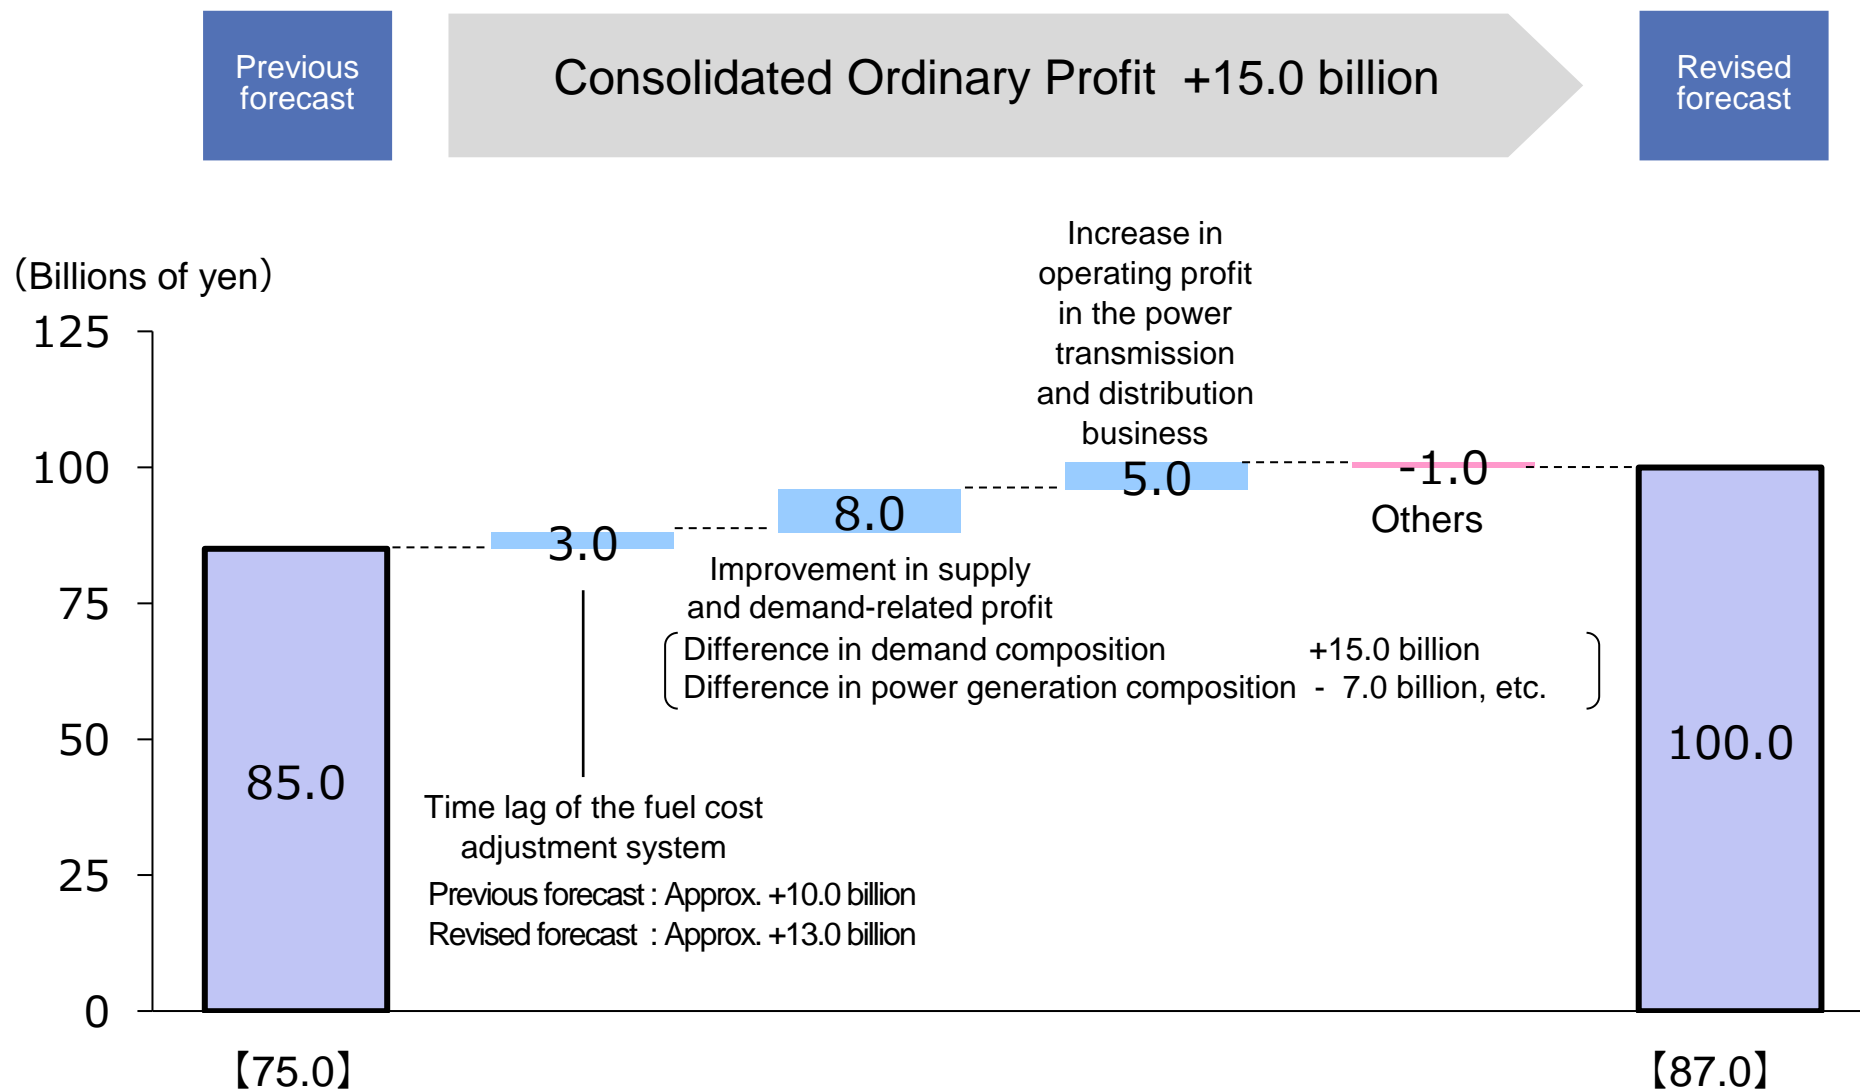 Previous
forecast
Consolidated Ordinary Profit +15.0 billion
Revised
forecast
（Billions of yen）
125
100
75
50
25
0
85.0
3.0
Time lag of the fuel cost
adjustment system
Previous forecast : Approx. +10.0 billion
Revised forecast : Approx. +13.0 billion
8.0
Improvement in supply
and demand-related profit
Difference in demand composition +15.0 billion
Difference in power generation composition - 7.0 billion, etc.
Increase in
operating profit
in the power
transmission
and distribution
business
5.0
-1.0
Others
100.0
【75.0】
【87.0】